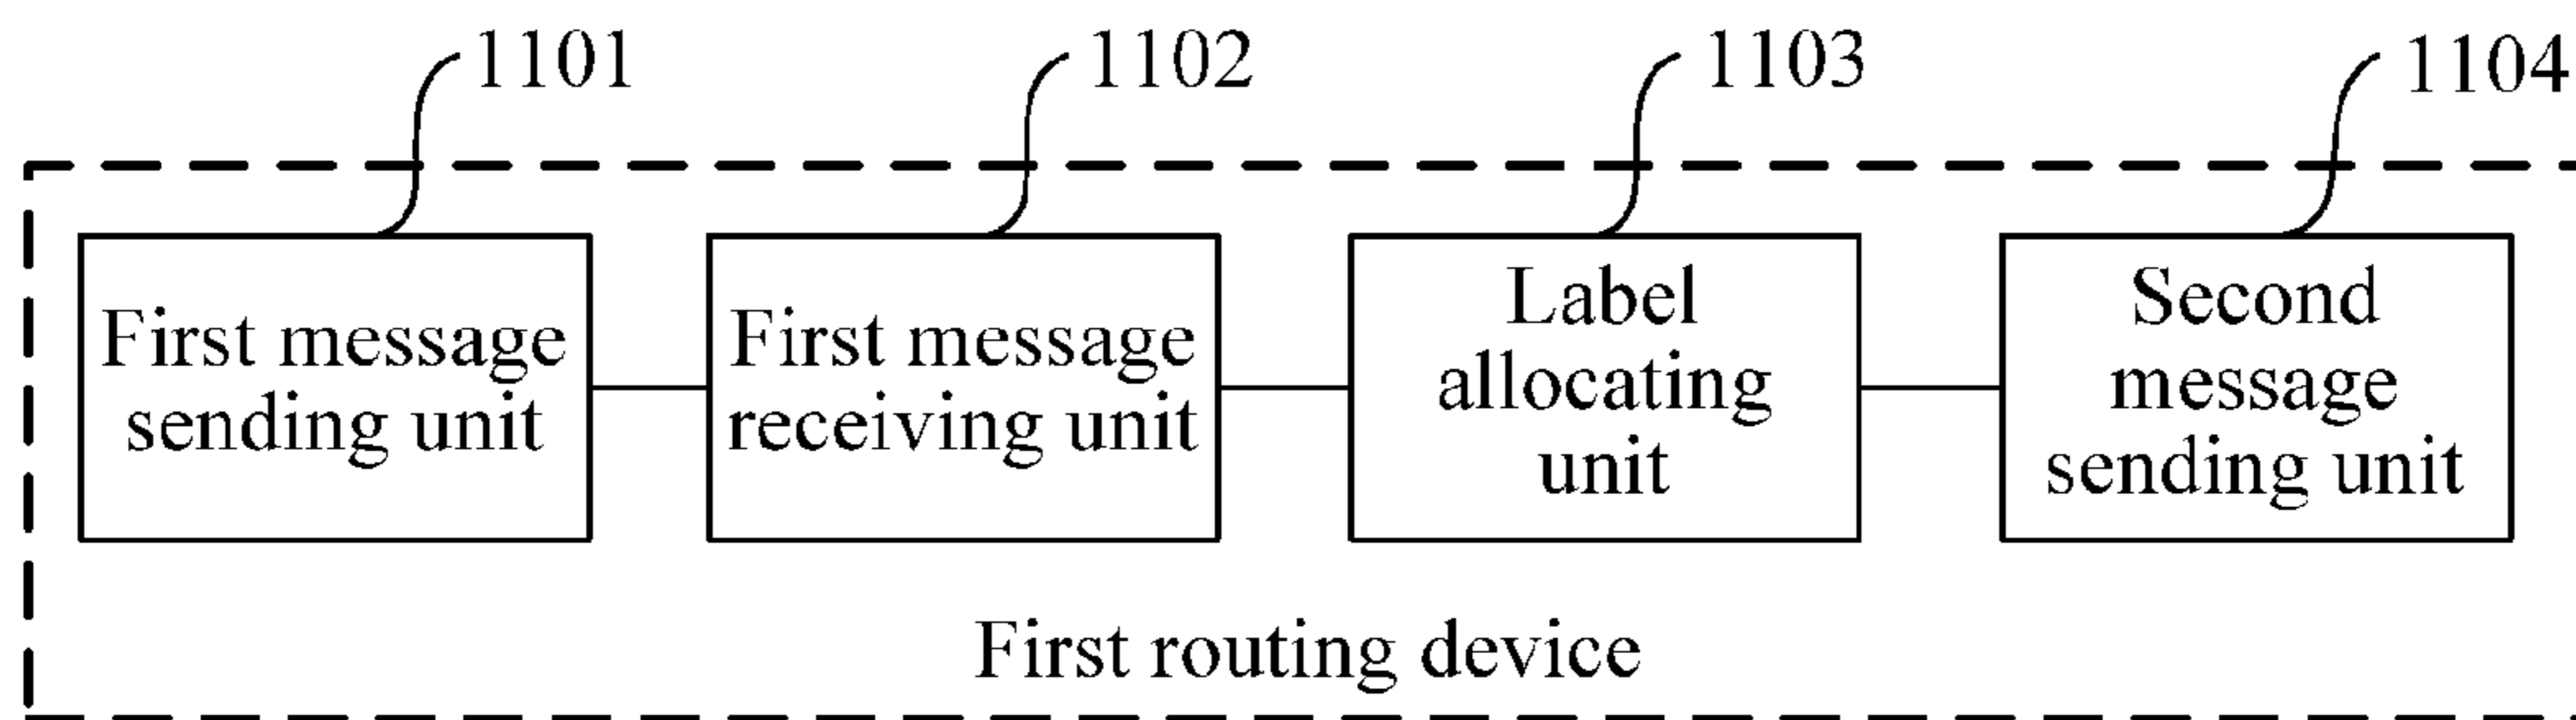 1101
1102
1103
1104
First message
sending unit
First message
receiving unit
Label
allocating
unit
Second
message
sending unit
First routing device